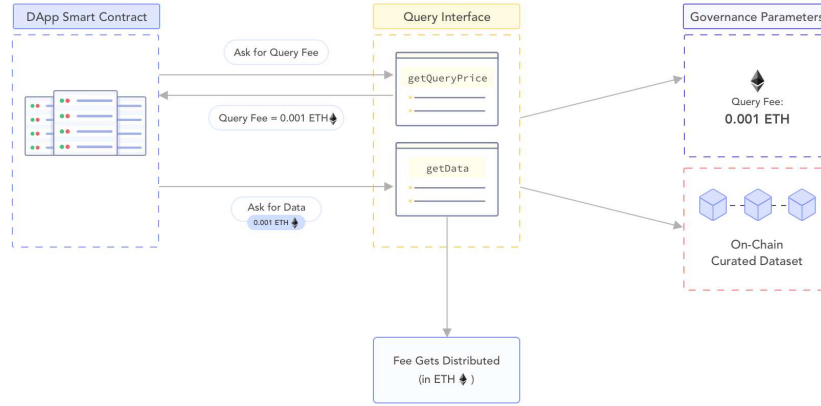 DApp Smart Contract
Query Interface
Governance Parameters
Ask for Query Fee
getQueryPrice
Query Fee = 0.001 ETH
Query Fee:
0.001 ETH
getData
Ask for Data
0.001 ETH
On-Chain
Curated Dataset
Fee Gets Distributed
(in ETH )